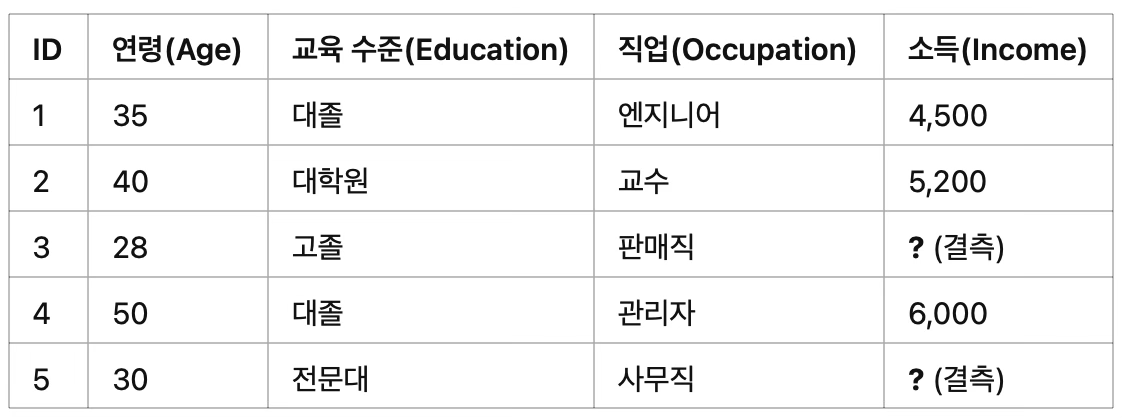 ID 연령(Age) 교육 수준(Education) 직업(Occupation) 소득(Income)
1 35 대졸 엔지니어 4,500
2 40 대학원 교수 5,200
3 28 고졸 판매직 ? (결측)
4 50 대졸 관리자 6,000
5 30 전문대 사무직 ? (결측)